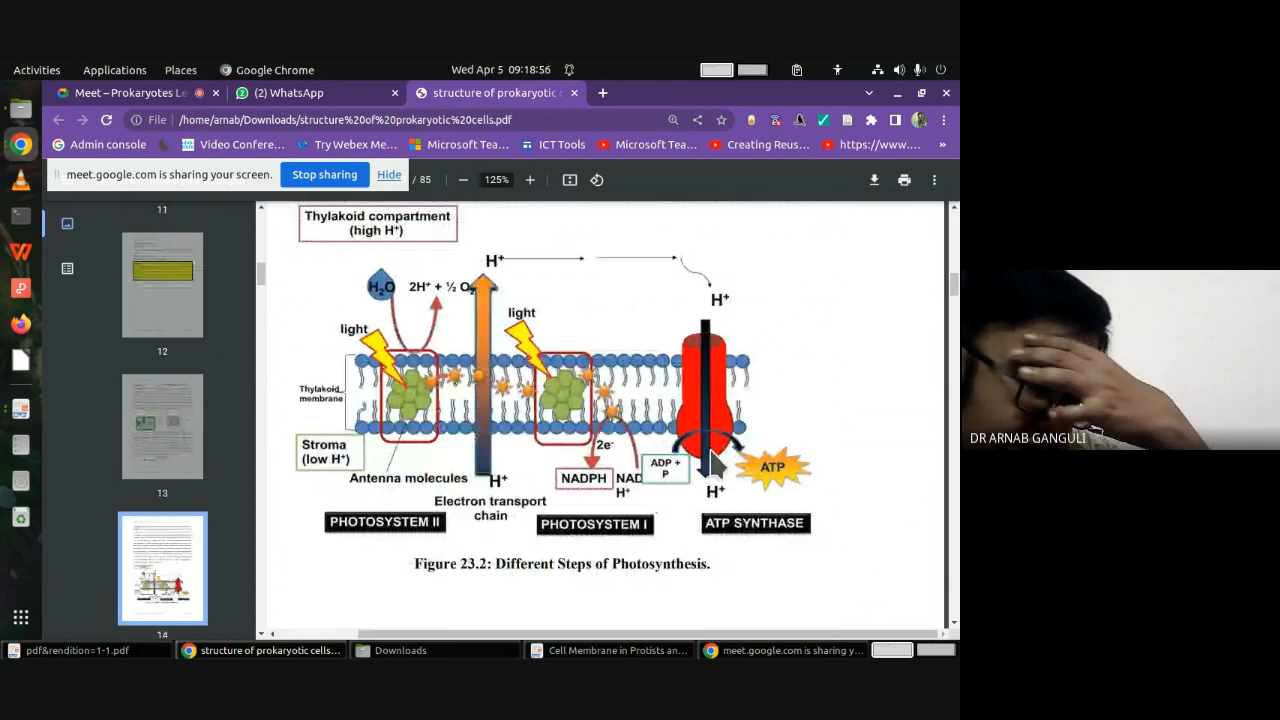 Activities Applications Places Google Chrome Wed Apr 5 09:18:56
Meet – Prokaryotes Le (2) WhatsApp structure of prokaryotic c
File /home/arnab/Downloads/structure%20of%20prokaryotic%20cells.pdf
Admin console Video Confere... Try Webex Me... Microsoft Tea... ICT Tools Microsoft Tea... Creating Reus... https://www.... »
meet.google.com is sharing your screen. Stop sharing Hide / 85 — 125% +
11
12
13
14
Thylakoid compartment
(high H⁺)
H⁺
H₂O 2H⁺ + ½ O₂
H⁺
light
light
Thylakoid
membrane
Stroma
(low H⁺)
2e⁻
ADP +
P
ATP
Antenna molecules
H⁺
NADPH
NAD
H⁺
H⁺
Electron transport
chain
PHOTOSYSTEM II PHOTOSYSTEM I ATP SYNTHASE
Figure 23.2: Different Steps of Photosynthesis.
DR ARNAB GANGULI
pdf&rendition=1-1.pdf structure of prokaryotic cells... Downloads Cell Membrane in Protists an... meet.google.com is sharing y...